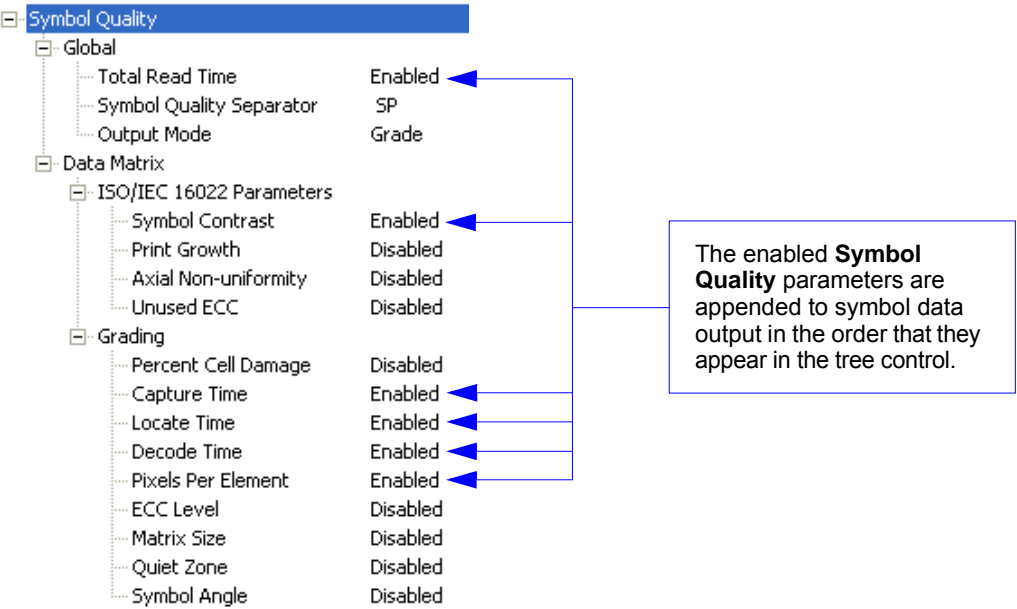 Symbol Quality
Global
Total Read Time Enabled
Symbol Quality Separator SP
Output Mode Grade
Data Matrix
ISO/IEC 16022 Parameters
Symbol Contrast Enabled
Print Growth Disabled
Axial Non-uniformity Disabled
Unused ECC Disabled
Grading
Percent Cell Damage Disabled
Capture Time Enabled
Locate Time Enabled
Decode Time Enabled
Pixels Per Element Enabled
ECC Level Disabled
Matrix Size Disabled
Quiet Zone Disabled
Symbol Angle Disabled
The enabled Symbol
Quality parameters are
appended to symbol data
output in the order that they
appear in the tree control.